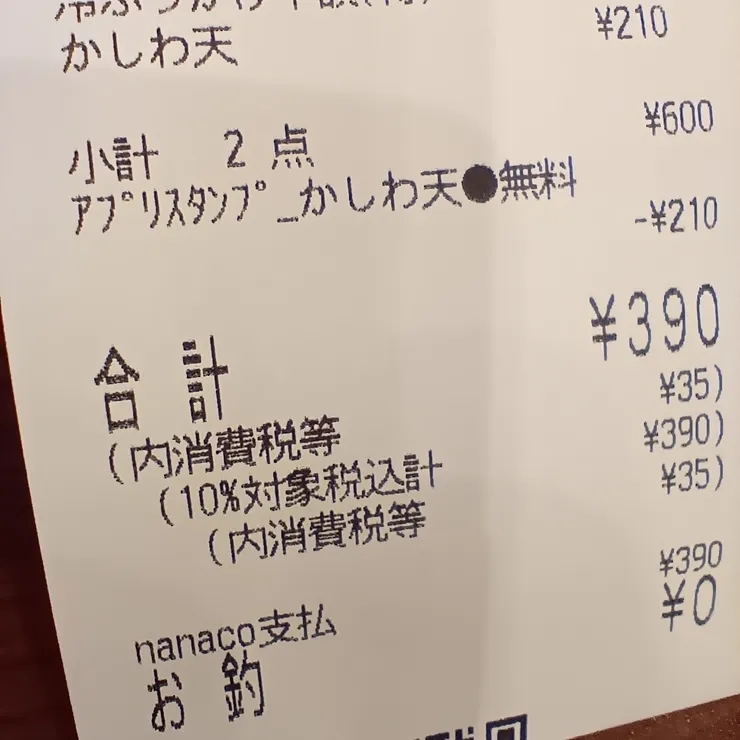 かしわ天 ¥210
小計 2 点 ¥600
ｱﾌﾟﾘｽﾀﾝﾌﾟ_かしわ天●無料 -¥210
合 計 ¥390
(内消費税等 ¥35)
(10%対象税込計 ¥390)
(内消費税等 ¥35)
nanaco支払 ¥390
お 釣 ¥0